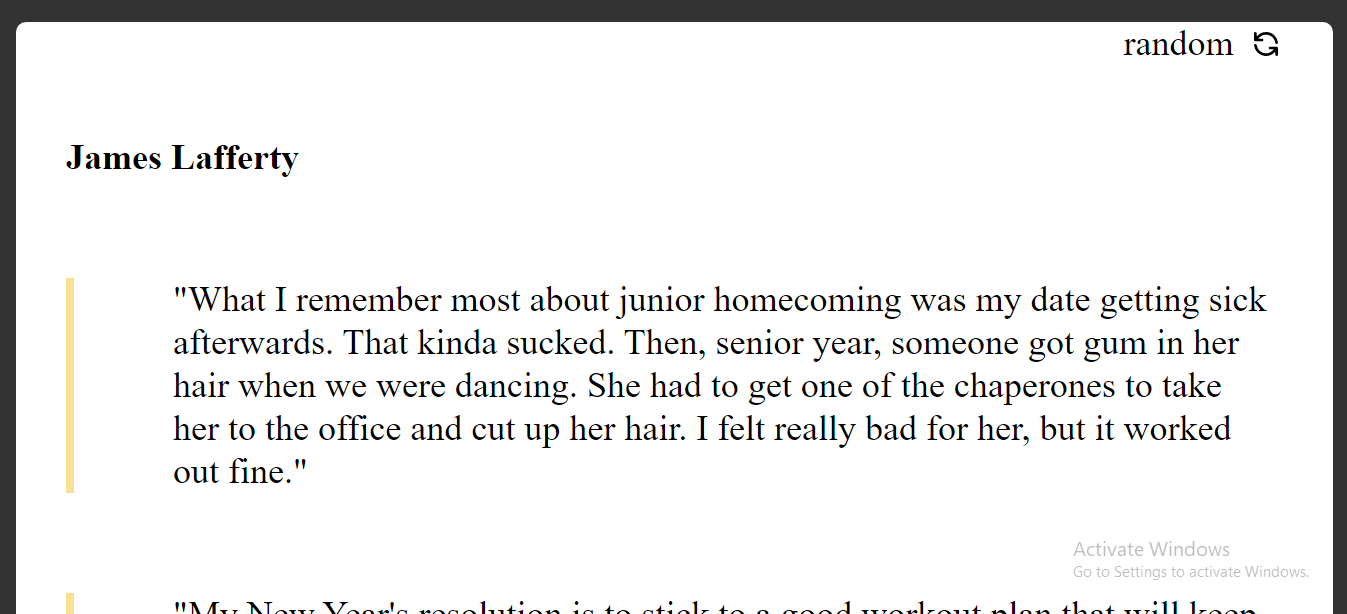 random
James Lafferty
"What I remember most about junior homecoming was my date getting sick
afterwards. That kinda sucked. Then, senior year, someone got gum in her
hair when we were dancing. She had to get one of the chaperones to take
her to the office and cut up her hair. I felt really bad for her, but it worked
out fine."
Activate Windows
Go to Settings to activate Windows.
"My New Year's resolution is to stick to a good workout plan that will keep